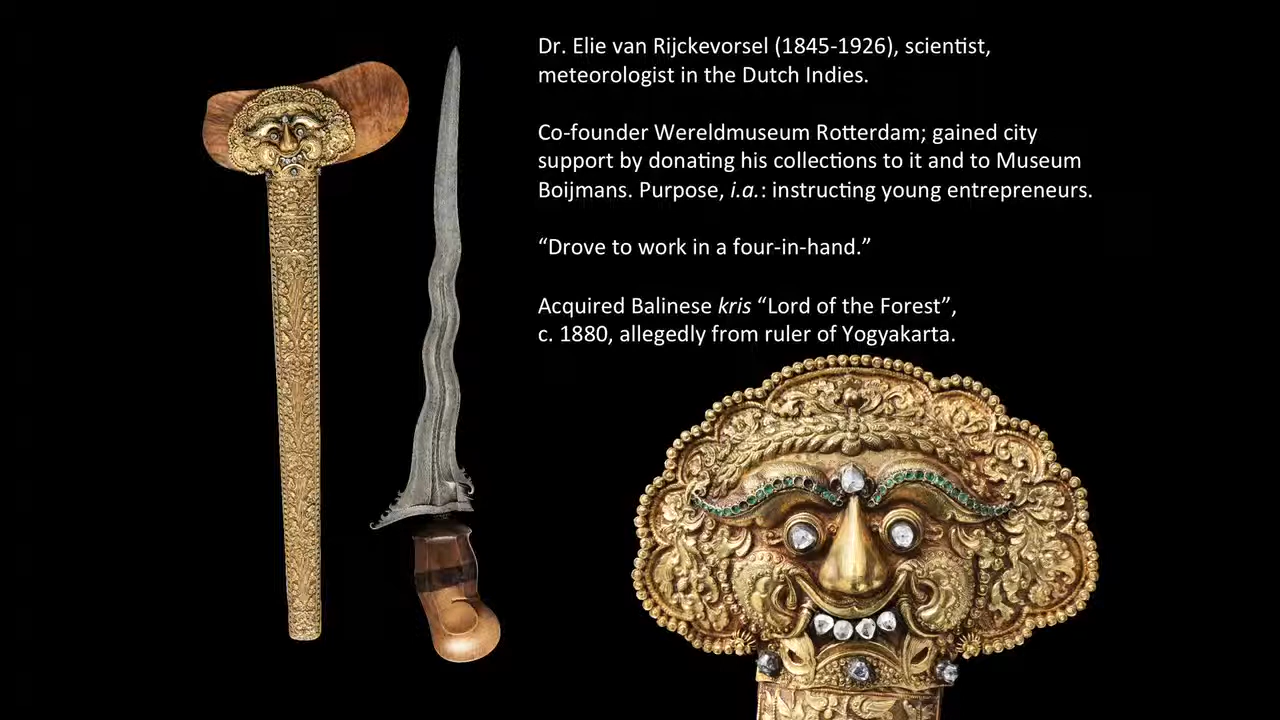 Dr. Elie van Rijckevorsel (1845-1926), scientist,
meteorologist in the Dutch Indies.
Co-founder Wereldmuseum Rotterdam; gained city
support by donating his collections to it and to Museum
Boijmans. Purpose, i.a.: instructing young entrepreneurs.
“Drove to work in a four-in-hand.”
Acquired Balinese kris “Lord of the Forest”,
c. 1880, allegedly from ruler of Yogyakarta.